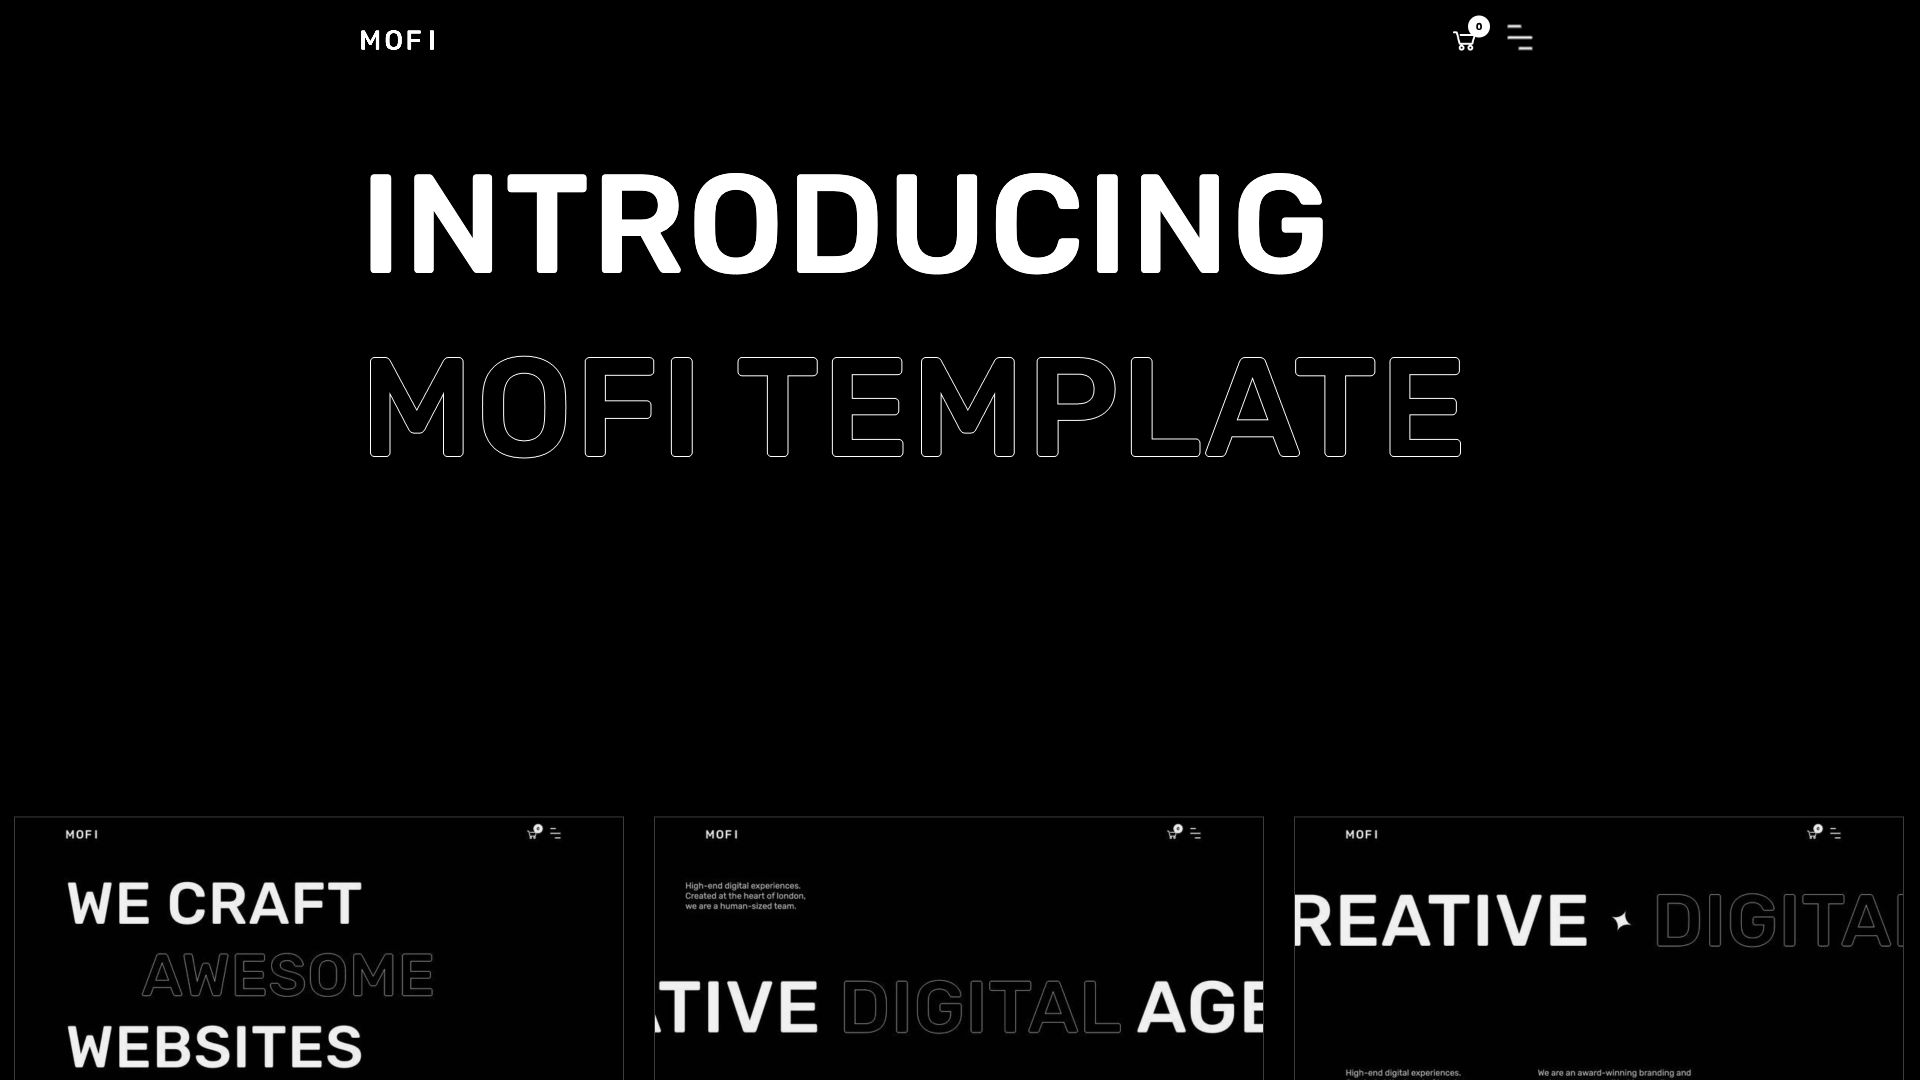 MOFI
0
INTRODUCING
MOFI TEMPLATE
MOFI
0
WE CRAFT
AWESOME
WEBSITES
MOFI
0
High-end digital experiences.
Created at the heart of london,
we are a human-sized team.
ATIVE DIGITAL AGE
MOFI
0
REATIVE DIGITAL
High-end digital experiences.
We are an award-winning branding and